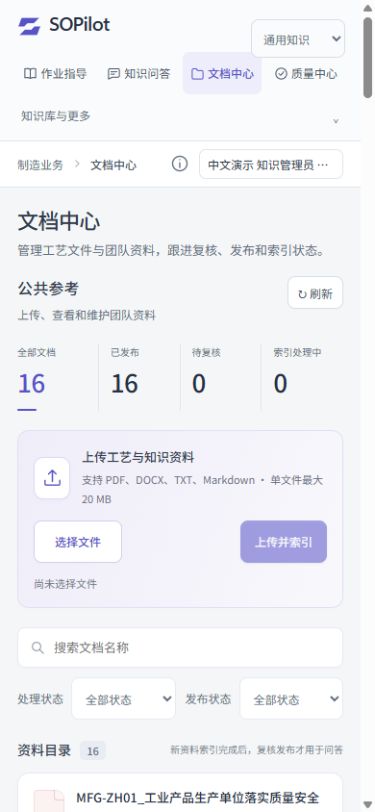 SOPilot
通用知识
作业指导
知识问答
文档中心
质量中心
知识库与更多
制造业务
文档中心
中文演示 知识管理员 ···
文档中心
管理工艺文件与团队资料，跟进复核、发布和索引状态。
公共参考
上传、查看和维护团队资料
↻ 刷新
全部文档
已发布
待复核
索引处理中
16
16
0
0
上传工艺与知识资料
支持 PDF、DOCX、TXT、Markdown · 单文件最大
20 MB
选择文件
上传并索引
尚未选择文件
搜索文档名称
处理状态
全部状态
发布状态
全部状态
资料目录
16
新资料索引完成后，复核发布才用于问答
MFG-ZH01_工业产品生产单位落实质量安全